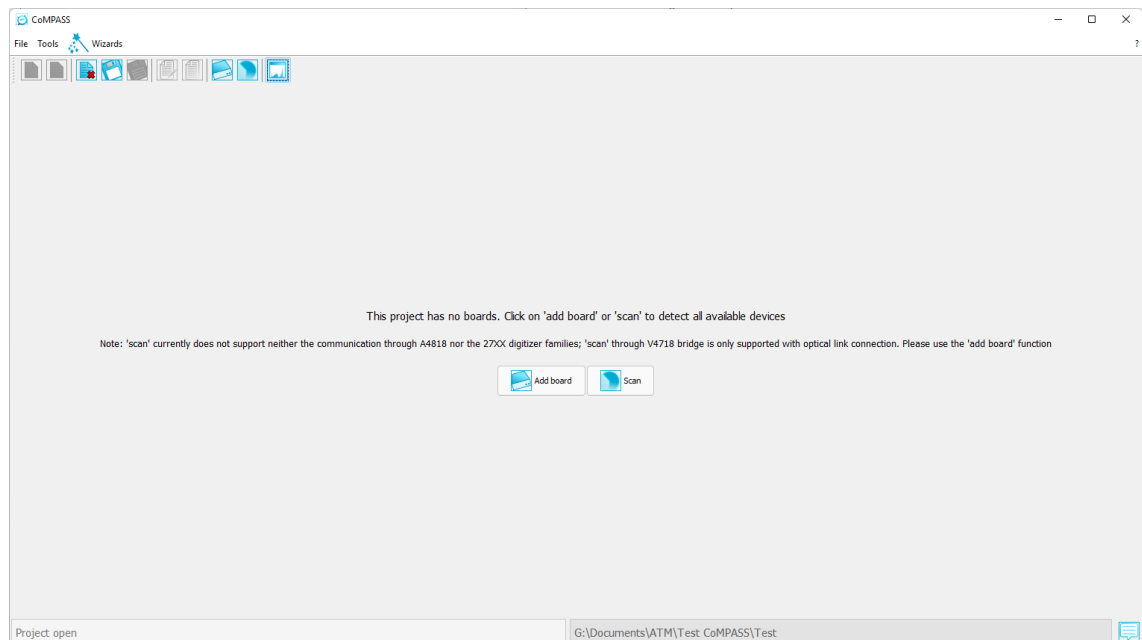 CoMPASS
File Tools Wizards ?
This project has no boards. Click on 'add board' or 'scan' to detect all available devices
Note: 'scan' currently does not support neither the communication through A4818 nor the 27XX digitizer families; 'scan' through V4718 bridge is only supported with optical link connection. Please use the 'add board' function
Add board Scan
Project open G:\Documents\ATM\Test CoMPASS\Test